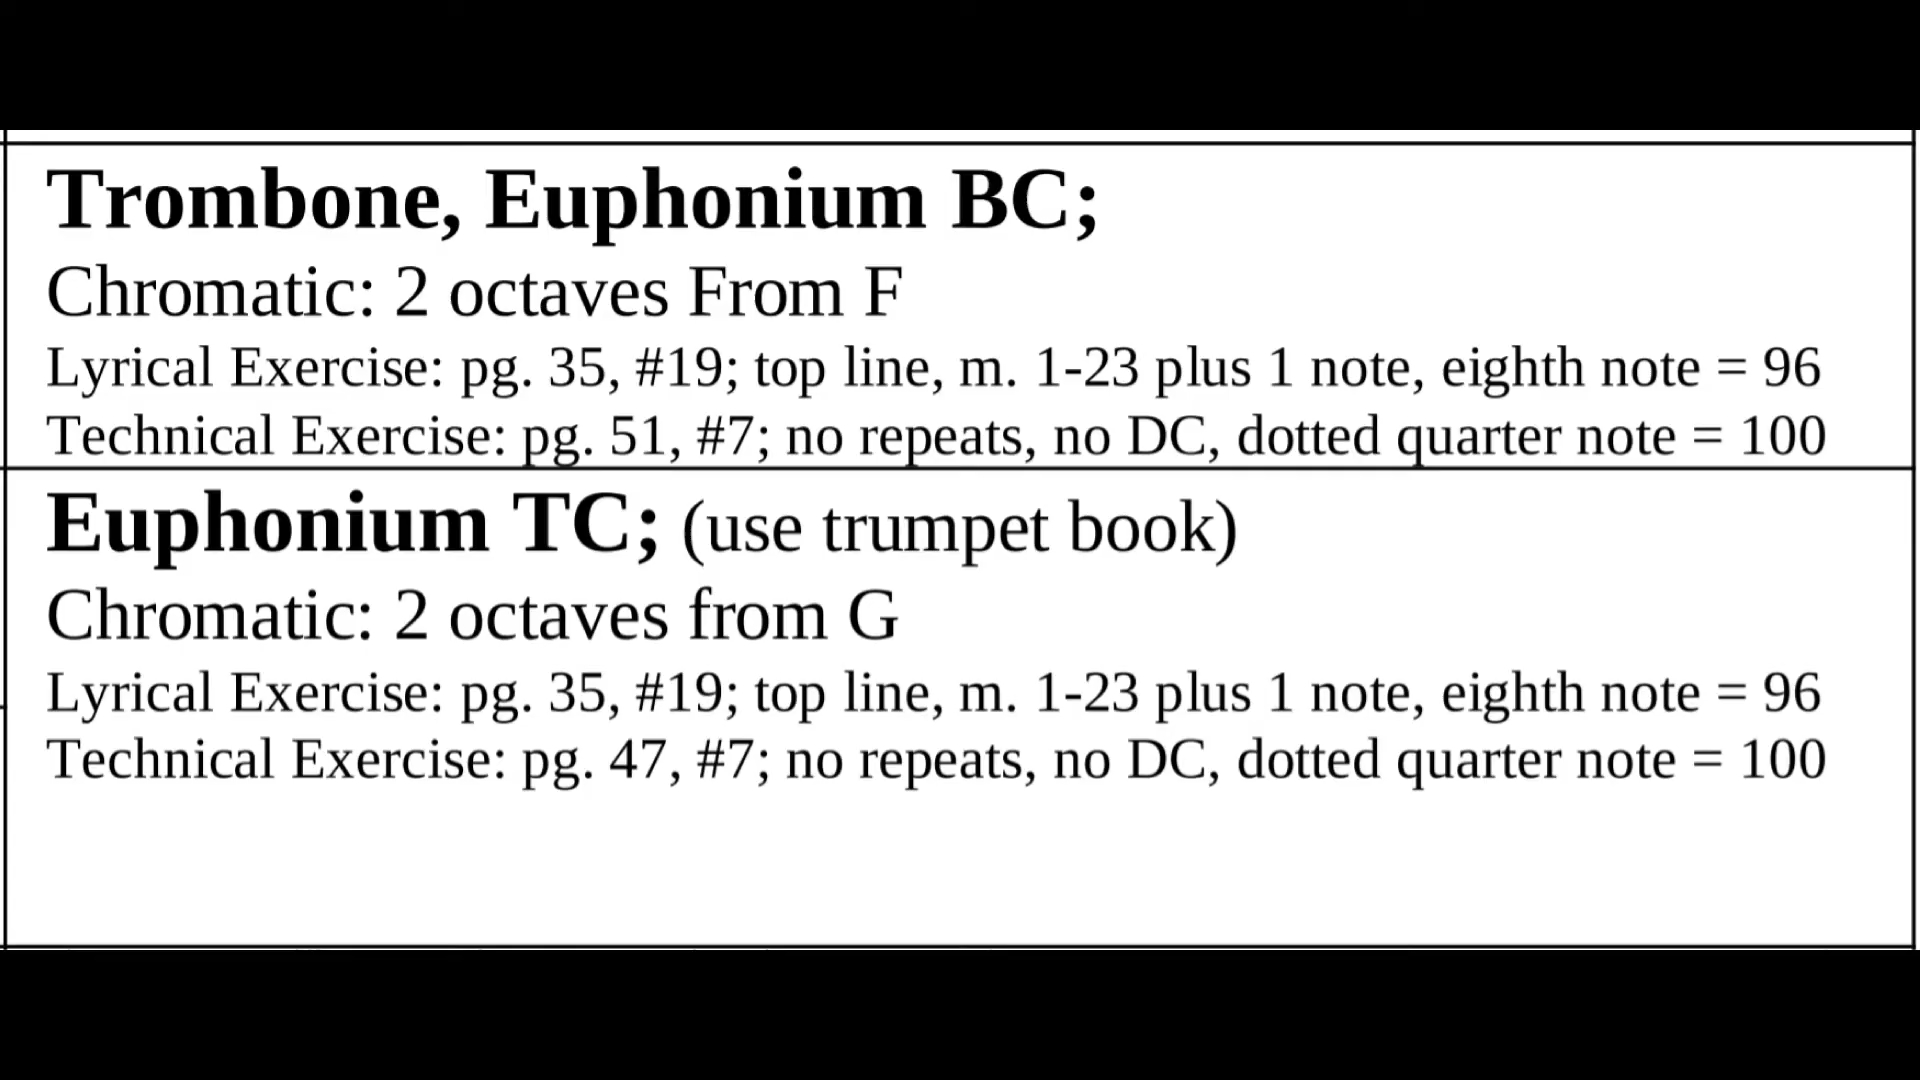 Trombone, Euphonium BC;
Chromatic: 2 octaves From F
Lyrical Exercise: pg. 35, #19; top line, m. 1-23 plus 1 note, eighth note = 96
Technical Exercise: pg. 51, #7; no repeats, no DC, dotted quarter note = 100
Euphonium TC; (use trumpet book)
Chromatic: 2 octaves from G
Lyrical Exercise: pg. 35, #19; top line, m. 1-23 plus 1 note, eighth note = 96
Technical Exercise: pg. 47, #7; no repeats, no DC, dotted quarter note = 100